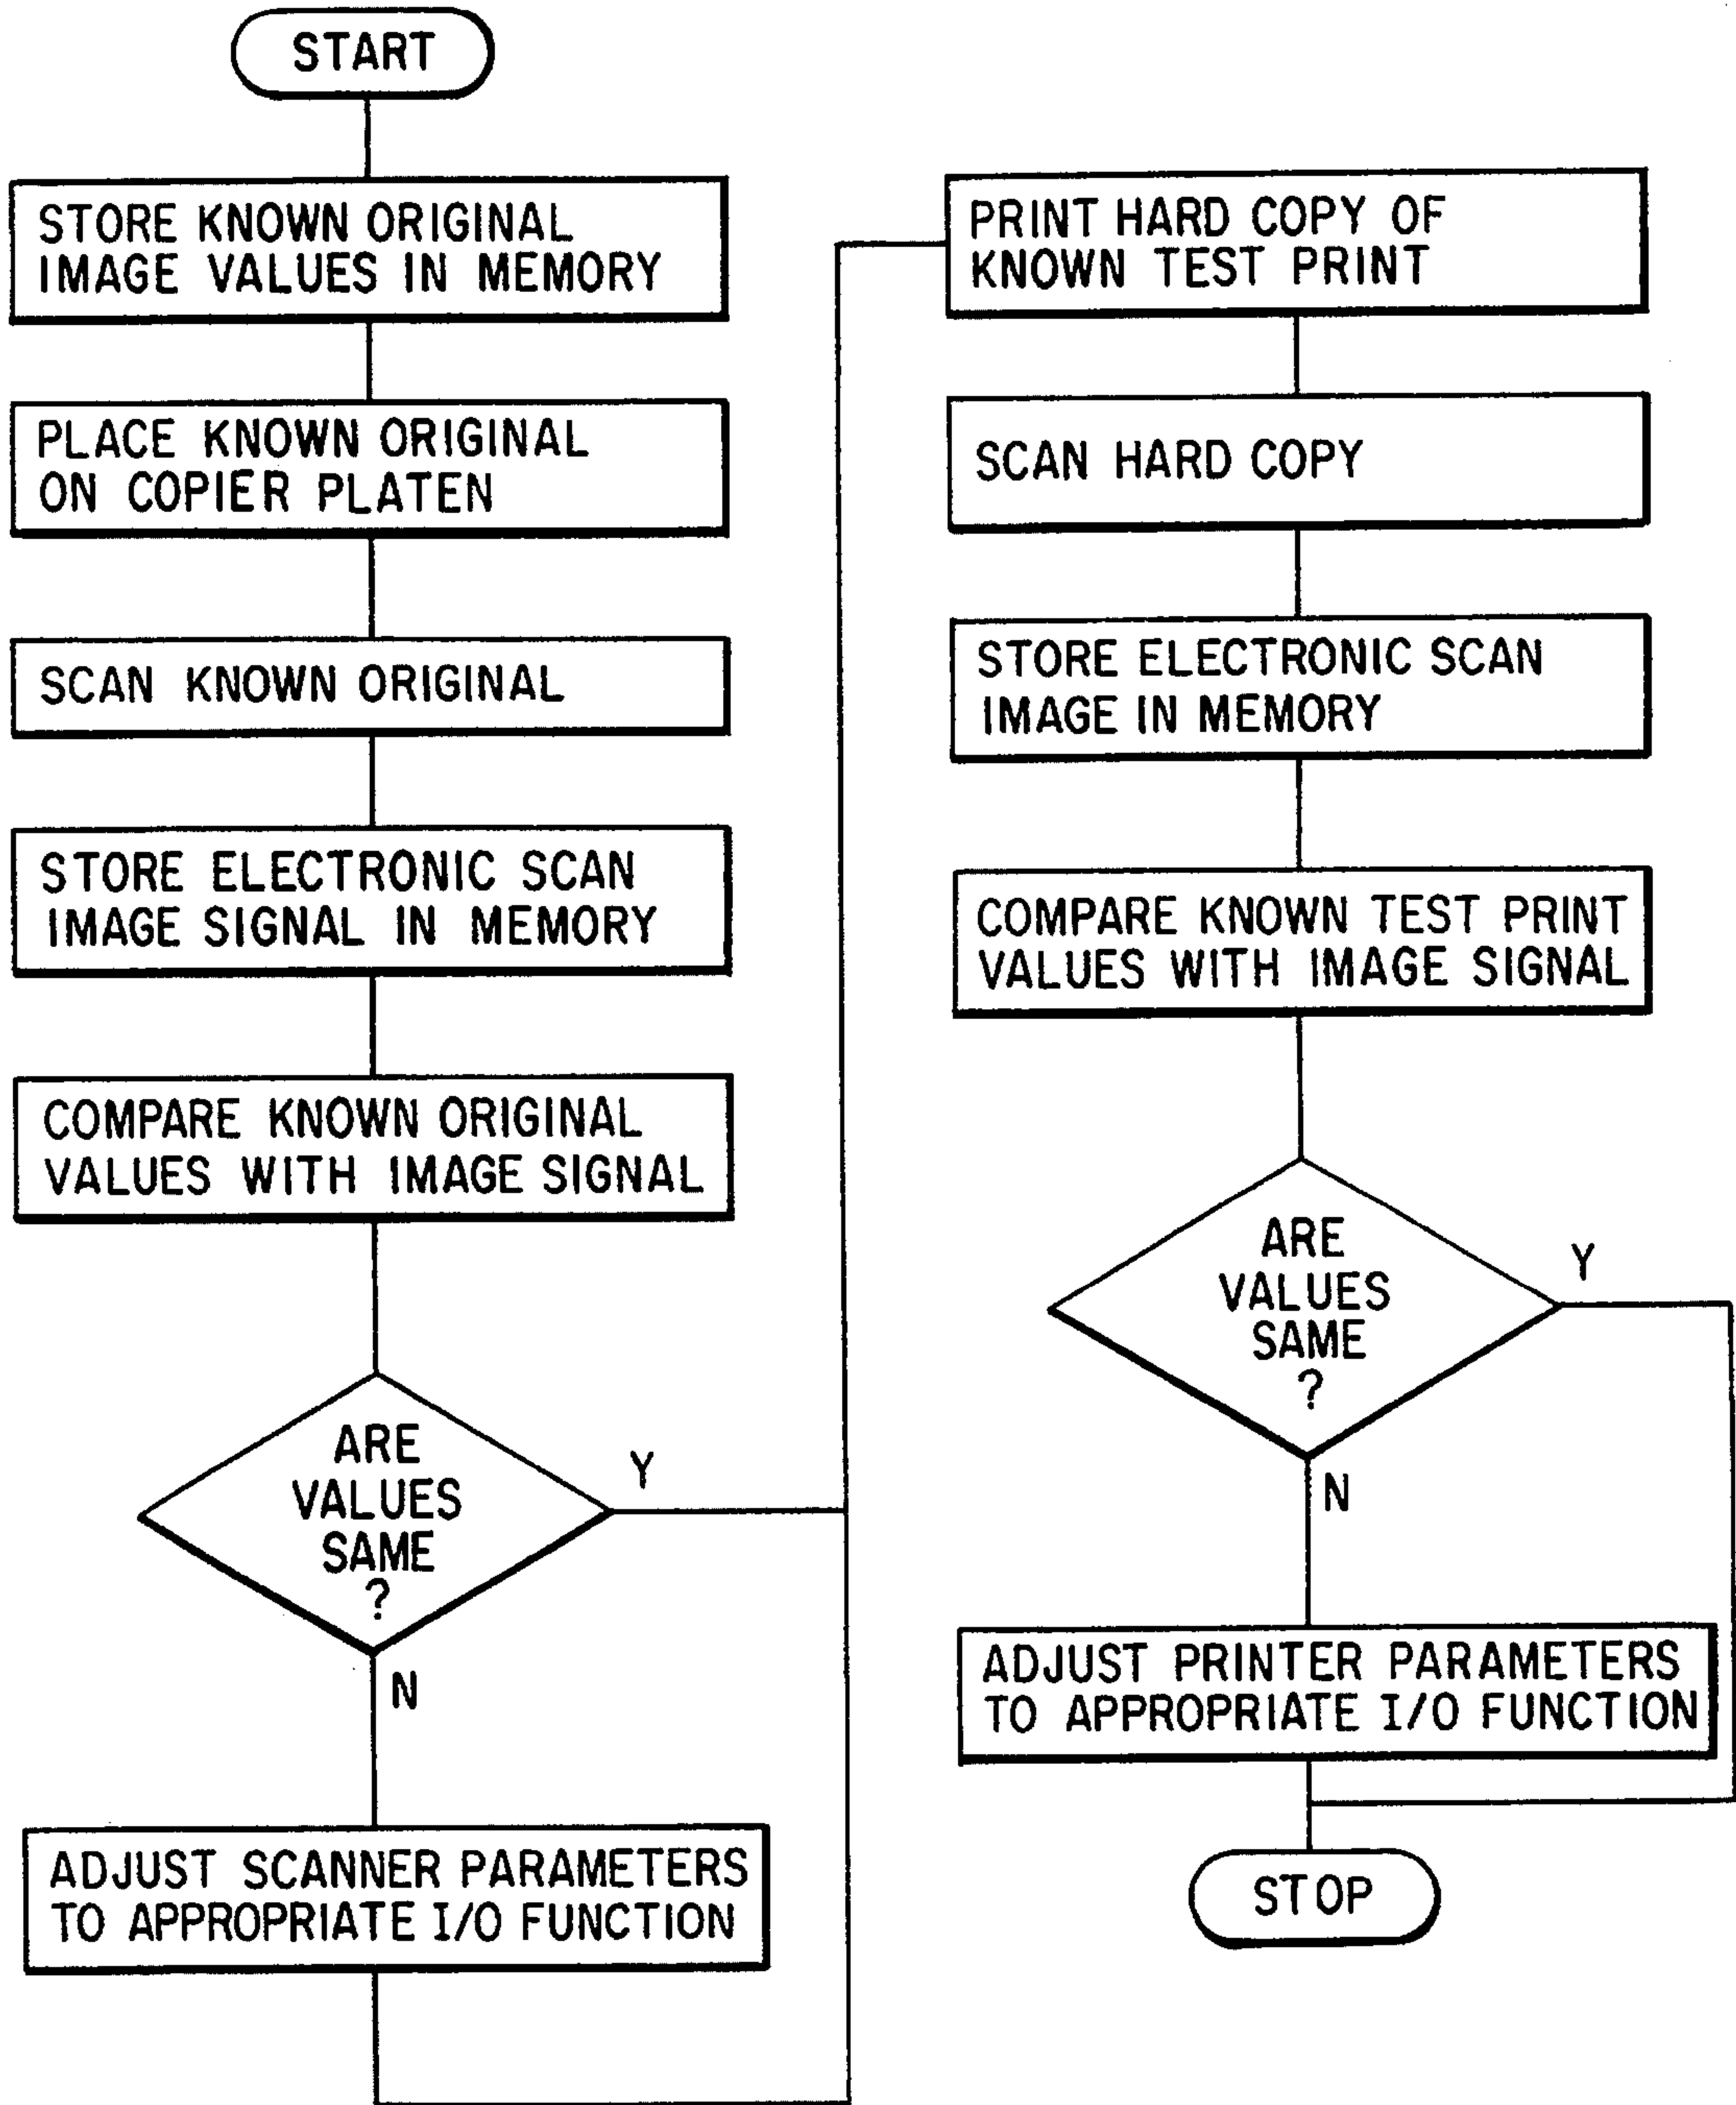 START
STORE KNOWN ORIGINAL
IMAGE VALUES IN MEMORY
PLACE KNOWN ORIGINAL
ON COPIER PLATEN
SCAN KNOWN ORIGINAL
STORE ELECTRONIC SCAN
IMAGE SIGNAL IN MEMORY
COMPARE KNOWN ORIGINAL
VALUES WITH IMAGE SIGNAL
ARE
VALUES
SAME
?
Y
N
ADJUST SCANNER PARAMETERS
TO APPROPRIATE I/O FUNCTION
PRINT HARD COPY OF
KNOWN TEST PRINT
SCAN HARD COPY
STORE ELECTRONIC SCAN
IMAGE IN MEMORY
COMPARE KNOWN TEST PRINT
VALUES WITH IMAGE SIGNAL
ARE
VALUES
SAME
?
Y
N
ADJUST PRINTER PARAMETERS
TO APPROPRIATE I/O FUNCTION
STOP